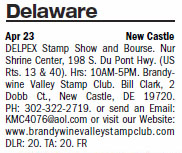 Delaware
Apr 23 New Castle
DELPEX Stamp Show and Bourse. Nur
Shrine Center, 198 S. Du Pont Hwy. (US
Rts. 13 & 40). Hrs: 10AM-5PM. Brandy-
wine Valley Stamp Club. Bill Clark, 2
Dobb Ct., New Castle, DE 19720.
PH: 302-322-2719. or send an Email:
KMC4076@aol.com or visit our Website:
www.brandywinevalleystampclub.com
DLR: 20. TA: 20. FR